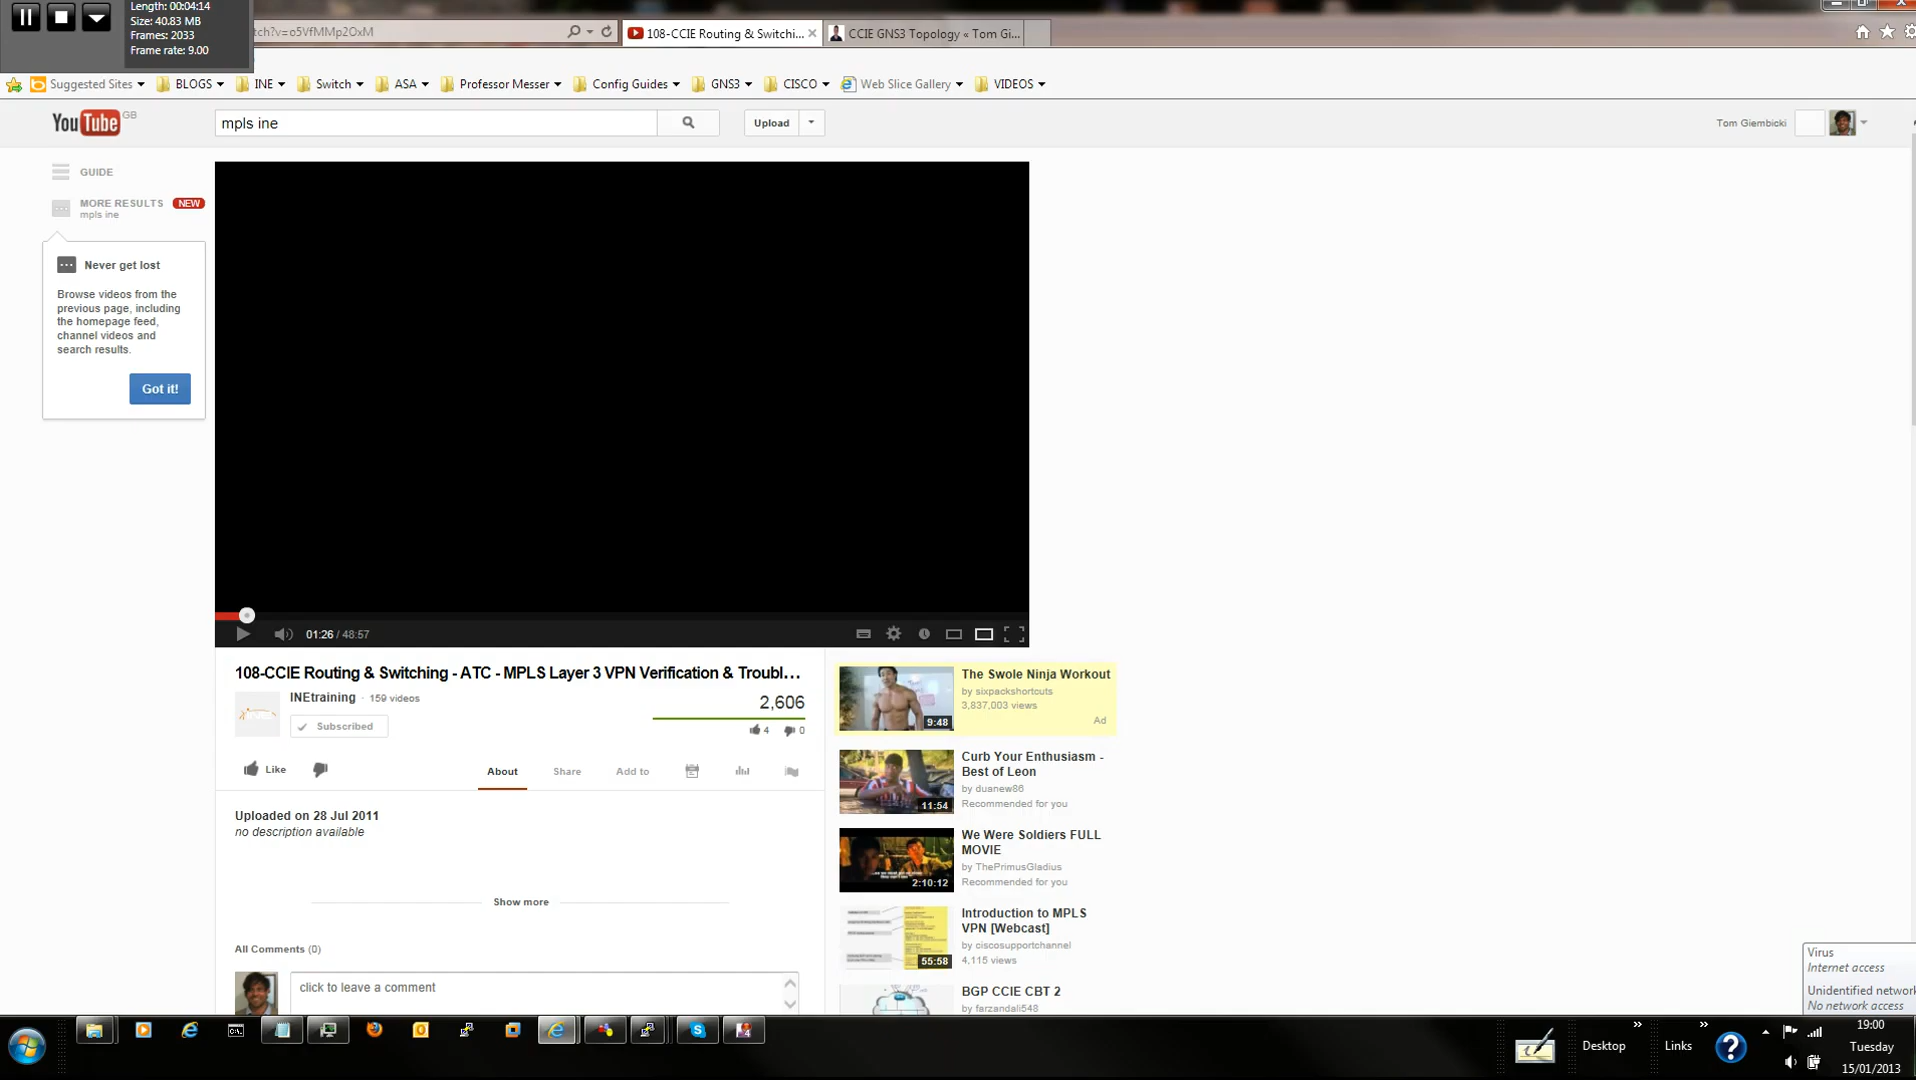 Length: 00:04:14
Size: 40.83 MB
Frames: 2033
Frame rate: 9.00
tch?v=o5VfMMp2OxM
108-CCIE Routing & Switchi...
CCIE GNS3 Topology « Tom Gi...
Suggested Sites
BLOGS
INE
Switch
ASA
Professor Messer
Config Guides
GNS3
CISCO
Web Slice Gallery
VIDEOS
YouTube GB
mpls ine
Upload
Tom Giembicki
GUIDE
MORE RESULTS NEW
mpls ine
Never get lost
Browse videos from the
previous page, including
the homepage feed,
channel videos and
search results.
Got it!
01:26 / 48:57
108-CCIE Routing & Switching - ATC - MPLS Layer 3 VPN Verification & Troubl...
INEtraining · 159 videos
Subscribed
2,606
4 0
Like
About
Share
Add to
Uploaded on 28 Jul 2011
no description available
Show more
All Comments (0)
click to leave a comment
The Swole Ninja Workout
by sixpackshortcuts
3,837,003 views
Ad
9:48
Curb Your Enthusiasm -
Best of Leon
by duanew86
Recommended for you
11:54
We Were Soldiers FULL
MOVIE
by ThePrimusGladius
Recommended for you
2:10:12
Introduction to MPLS
VPN [Webcast]
by ciscosupportchannel
4,115 views
55:58
BGP CCIE CBT 2
by farzandali548
Virus
Internet access
Unidentified network
No network access
Desktop
Links
19:00
Tuesday
15/01/2013